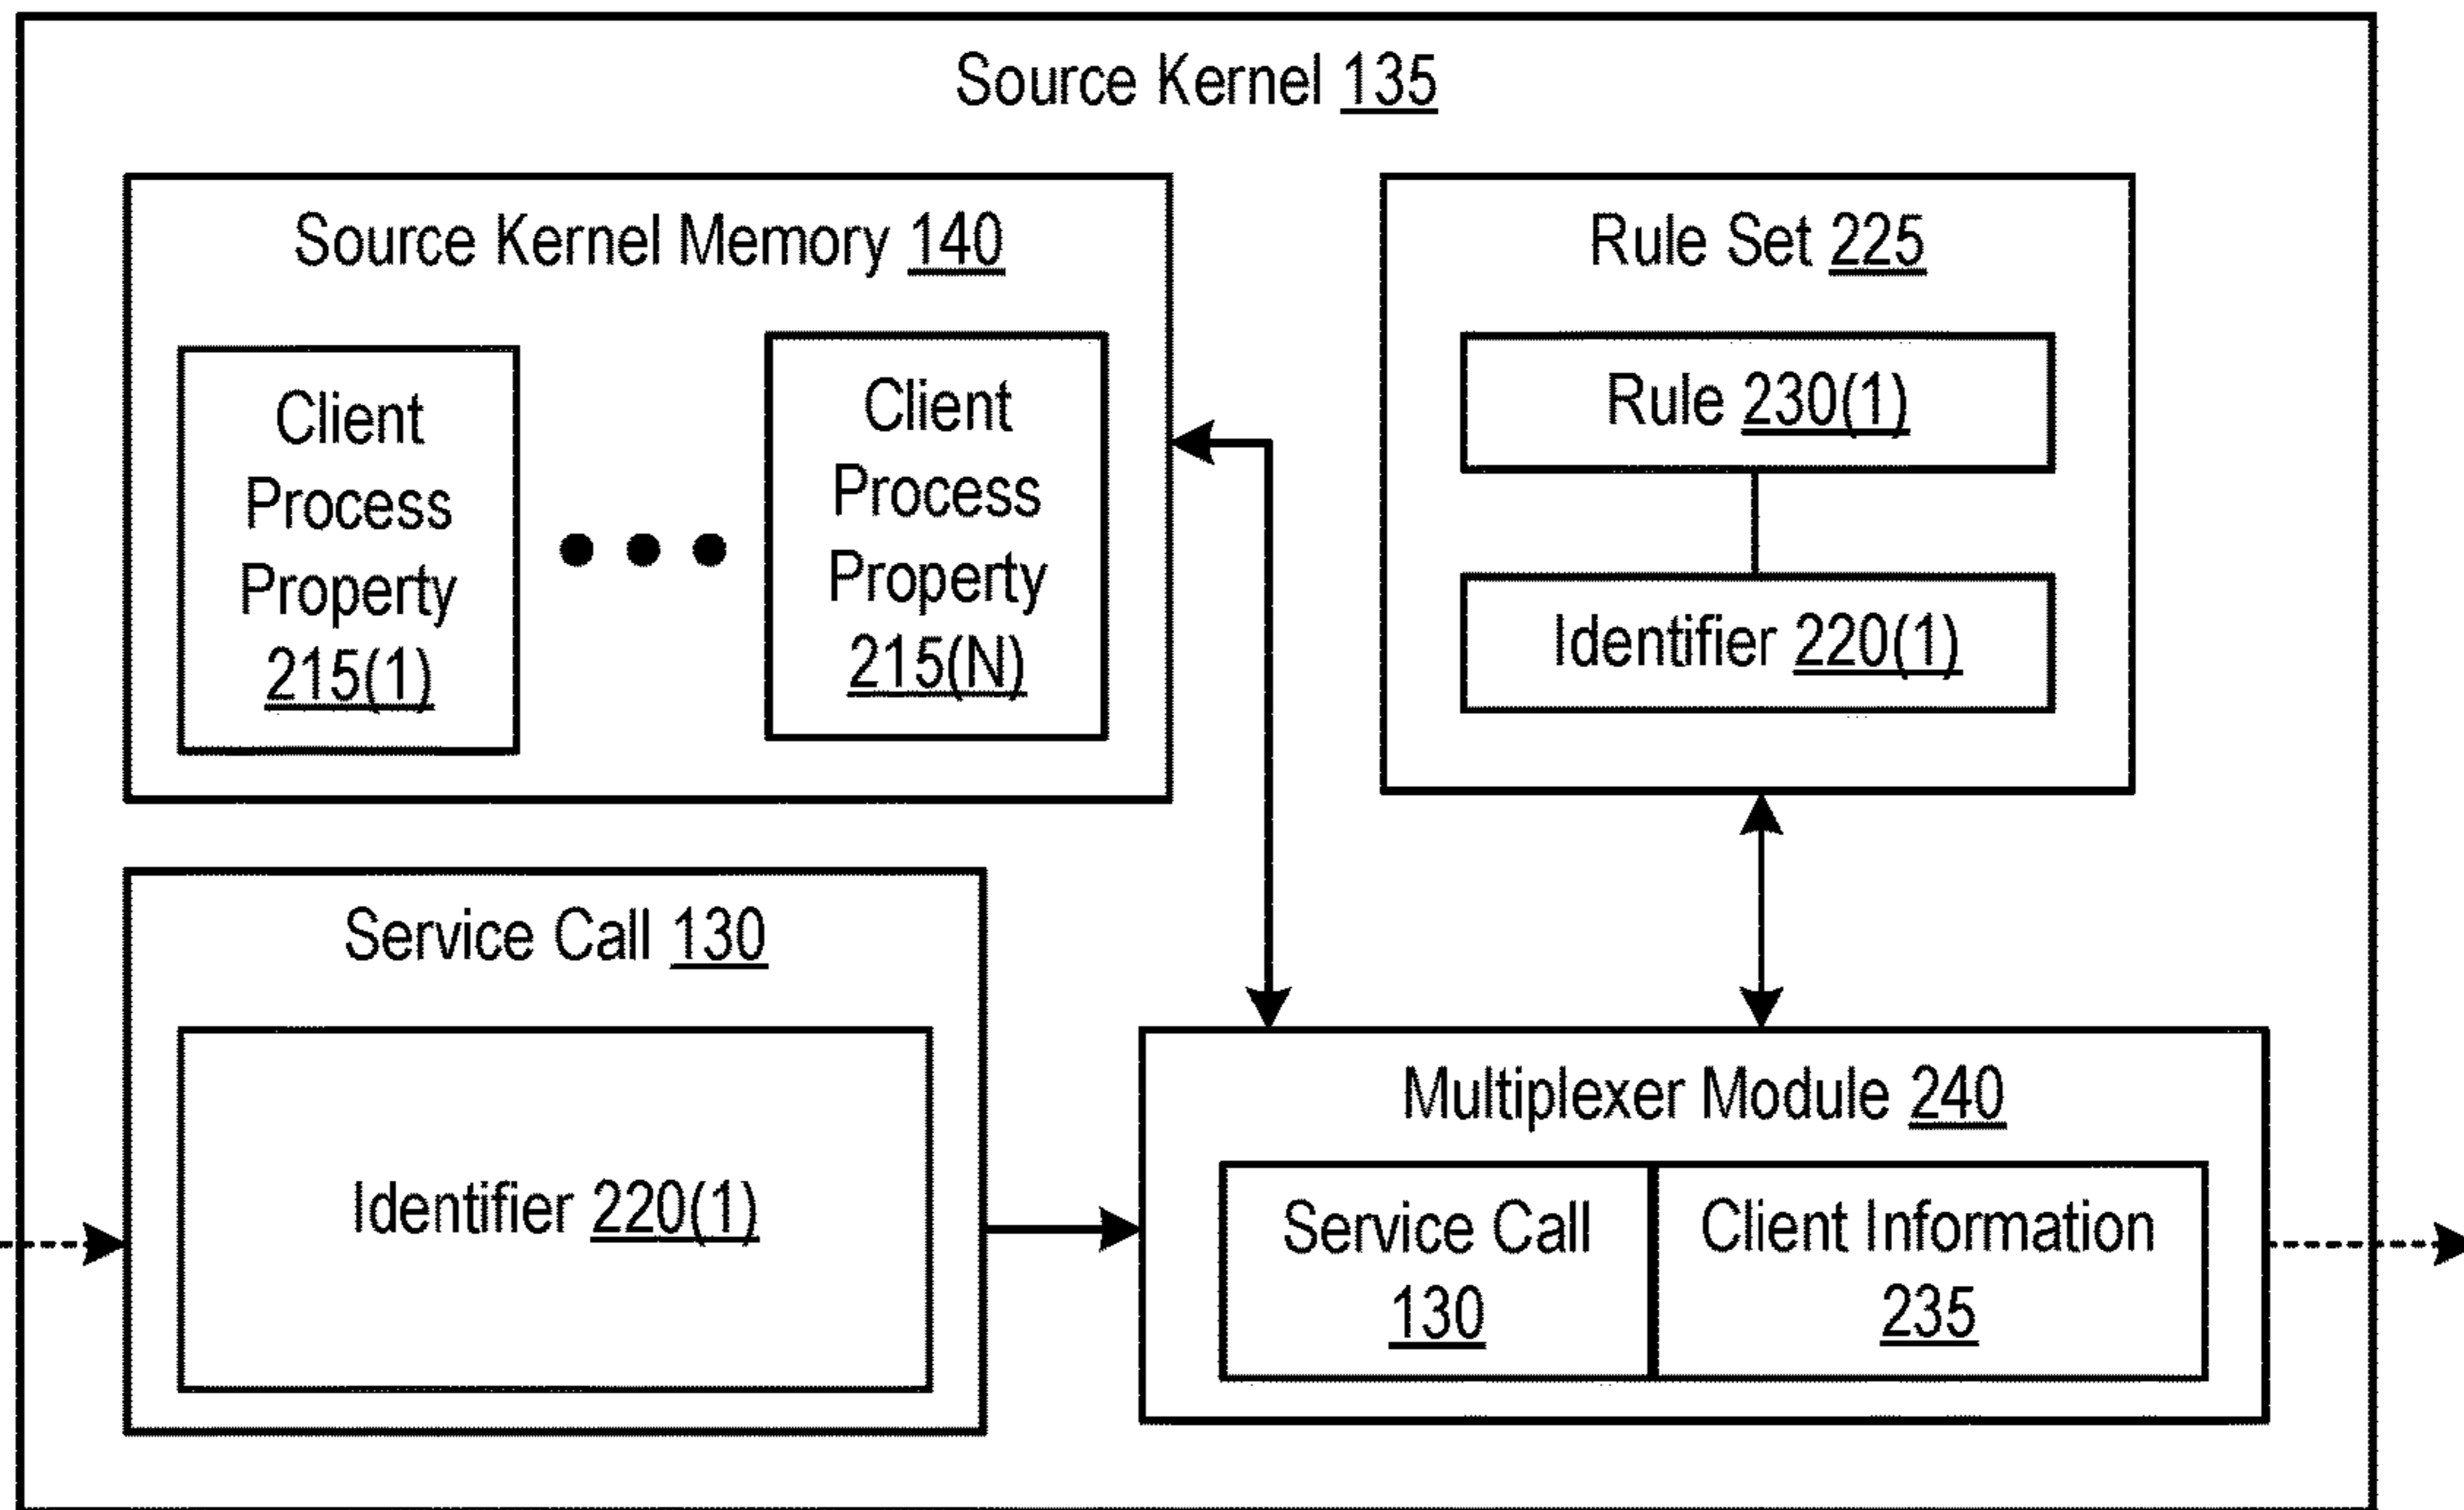 Source Kernel 135
Source Kernel Memory 140
Client
Process
Property
215(1)
Client
Process
Property
215(N)
Rule Set 225
Rule 230(1)
Identifier 220(1)
Service Call 130
Identifier 220(1)
Multiplexer Module 240
Service Call
130
Client Information
235